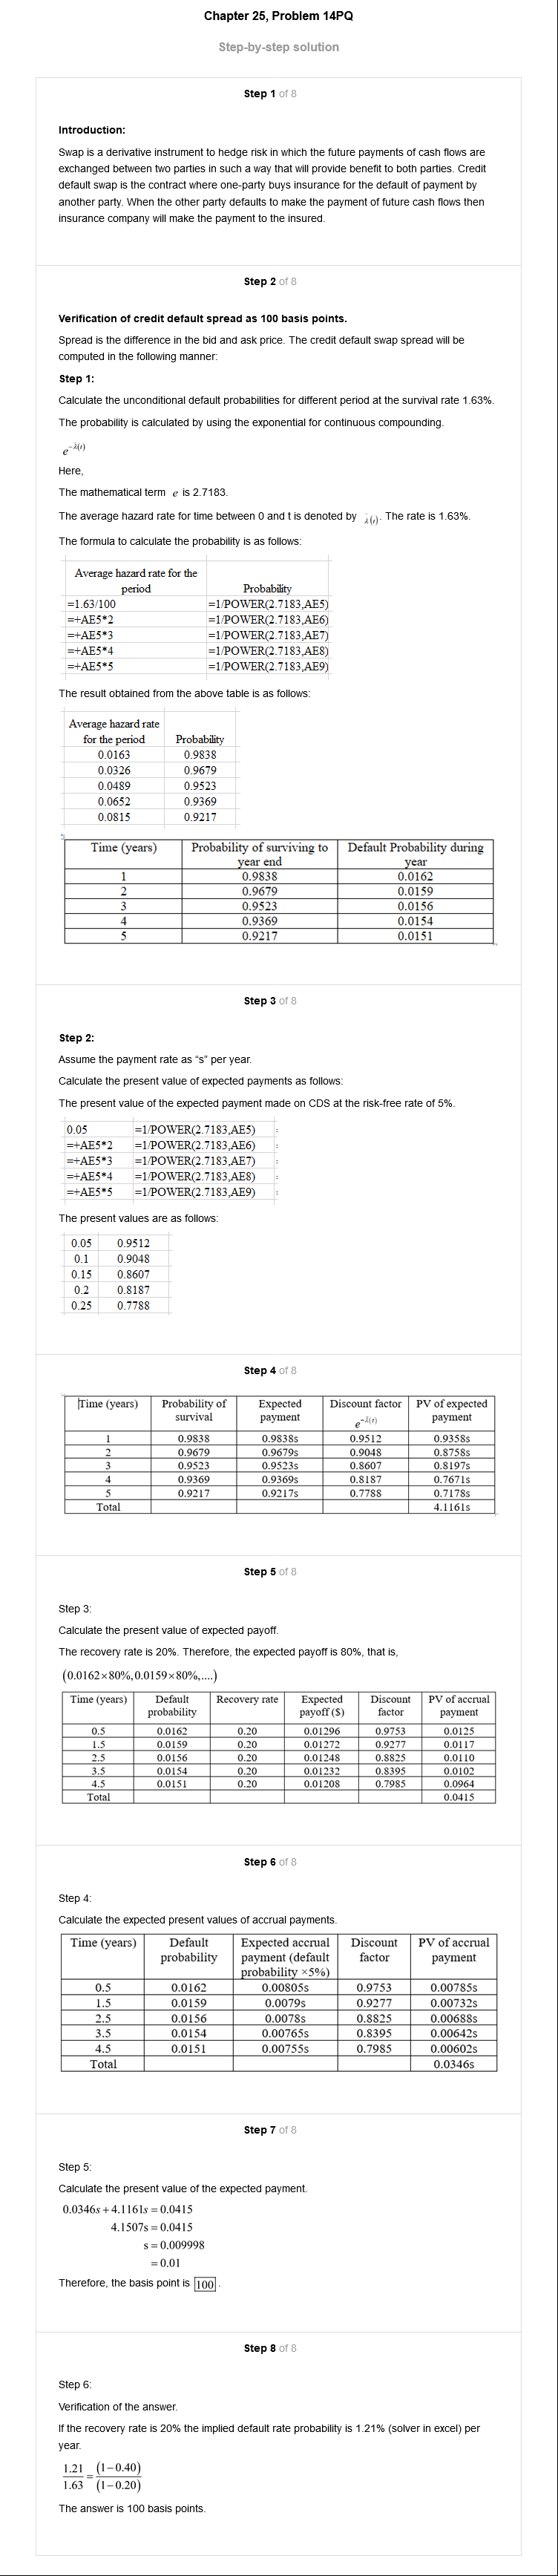 Chapter 25, Problem 14PQ
Step-by-step solution
Step 1 of 8
Introduction:
Swap is a derivative instrument to hedge risk in which the future payments of cash flows are
exchanged between two parties in such a way that will provide benefit to both parties. Credit
default swap is the contract where one-party buys insurance for the default of payment by
another party. When the other party defaults to make the payment of future cash flows then
insurance company will make the payment to the insured.
Step 2 of 8
Verification of credit default spread as 100 basis points.
Spread is the difference in the bid and ask price. The credit default swap spread will be
computed in the following manner:
Step 1:
Calculate the unconditional default probabilities for different period at the survival rate 1.63%.
The probability is calculated by using the exponential for continuous compounding.
e^−λ(t)
Here,
The mathematical term e is 2.7183.
The average hazard rate for time between 0 and t is denoted by λ(t). The rate is 1.63%.
The formula to calculate the probability is as follows:
Average hazard rate for the
period Probability
=1.63/100 =1/POWER(2.7183,AE5)
=+AE5*2 =1/POWER(2.7183,AE6)
=+AE5*3 =1/POWER(2.7183,AE7)
=+AE5*4 =1/POWER(2.7183,AE8)
=+AE5*5 =1/POWER(2.7183,AE9)
The result obtained from the above table is as follows:
Average hazard rate
for the period Probability
0.0163 0.9838
0.0326 0.9679
0.0489 0.9523
0.0652 0.9369
0.0815 0.9217
Time (years) Probability of surviving to Default Probability during
year end year
1 0.9838 0.0162
2 0.9679 0.0159
3 0.9523 0.0156
4 0.9369 0.0154
5 0.9217 0.0151
Step 3 of 8
Step 2:
Assume the payment rate as “s” per year.
Calculate the present value of expected payments as follows:
The present value of the expected payment made on CDS at the risk-free rate of 5%.
0.05 =1/POWER(2.7183,AE5)
=+AE5*2 =1/POWER(2.7183,AE6)
=+AE5*3 =1/POWER(2.7183,AE7)
=+AE5*4 =1/POWER(2.7183,AE8)
=+AE5*5 =1/POWER(2.7183,AE9)
The present values are as follows:
0.05 0.9512
0.1 0.9048
0.15 0.8607
0.2 0.8187
0.25 0.7788
Step 4 of 8
Time (years) Probability of Expected Discount factor PV of expected
survival payment e^−λ(t) payment
1 0.9838 0.9838s 0.9512 0.9358s
2 0.9679 0.9679s 0.9048 0.8758s
3 0.9523 0.9523s 0.8607 0.8197s
4 0.9369 0.9369s 0.8187 0.7671s
5 0.9217 0.9217s 0.7788 0.7178s
Total 4.1161s
Step 5 of 8
Step 3:
Calculate the present value of expected payoff.
The recovery rate is 20%. Therefore, the expected payoff is 80%, that is,
(0.0162×80%,0.0159×80%,....)
Time (years) Default Recovery rate Expected Discount PV of accrual
probability payoff ($) factor payment
0.5 0.0162 0.20 0.01296 0.9753 0.0125
1.5 0.0159 0.20 0.01272 0.9277 0.0117
2.5 0.0156 0.20 0.01248 0.8825 0.0110
3.5 0.0154 0.20 0.01232 0.8395 0.0102
4.5 0.0151 0.20 0.01208 0.7985 0.0964
Total 0.0415
Step 6 of 8
Step 4:
Calculate the expected present values of accrual payments.
Time (years) Default Expected accrual Discount PV of accrual
probability payment (default factor payment
probability ×5%)
0.5 0.0162 0.00805s 0.9753 0.00785s
1.5 0.0159 0.0079s 0.9277 0.00732s
2.5 0.0156 0.0078s 0.8825 0.00688s
3.5 0.0154 0.00765s 0.8395 0.00642s
4.5 0.0151 0.00755s 0.7985 0.00602s
Total 0.0346s
Step 7 of 8
Step 5:
Calculate the present value of the expected payment.
0.0346s + 4.1161s = 0.0415
4.1507s = 0.0415
s = 0.009998
= 0.01
Therefore, the basis point is 100.
Step 8 of 8
Step 6:
Verification of the answer.
If the recovery rate is 20% the implied default rate probability is 1.21% (solver in excel) per
year.
1.21/1.63 = (1−0.40)/(1−0.20)
The answer is 100 basis points.